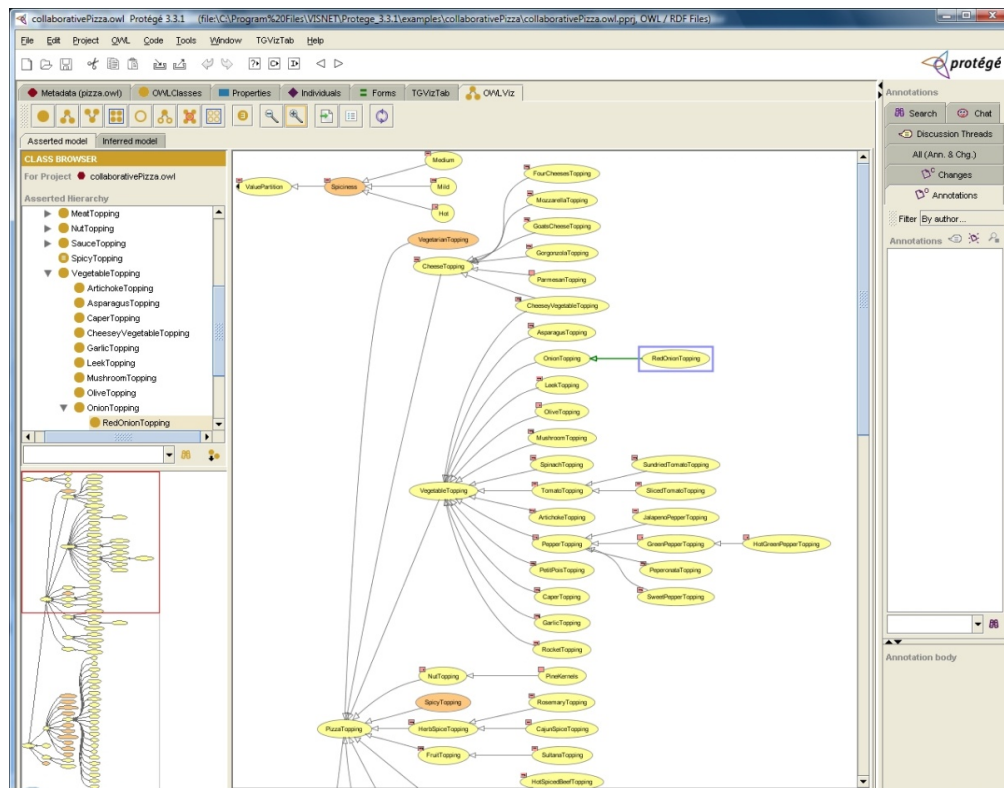 collaborativePizza.owl Protégé 3.3.1 (file:\C:\Program%20Files\VISNET\Protege_3.3.1\examples\collaborativePizza\collaborativePizza.owl.pprj, OWL / RDF Files)
File Edit Project OWL Code Tools Window TGVizTab Help
protégé
Metadata (pizza.owl) OWLClasses Properties Individuals Forms TGVizTab OWLViz
Asserted model Inferred model
CLASS BROWSER
For Project collaborativePizza.owl
Asserted Hierarchy
MeatTopping
NutTopping
SauceTopping
SpicyTopping
VegetableTopping
ArtichokeTopping
AsparagusTopping
CaperTopping
CheeseyVegetableTopping
GarlicTopping
LeekTopping
MushroomTopping
OliveTopping
OnionTopping
RedOnionTopping
Medium
ValuePartition
Spiciness
Mild
Hot
VegetarianTopping
CheeseTopping
FourCheesesTopping
MozzarellaTopping
GoatsCheeseTopping
GorgonzolaTopping
ParmesanTopping
CheeseyVegetableTopping
AsparagusTopping
OnionTopping
RedOnionTopping
LeekTopping
OliveTopping
MushroomTopping
SpinachTopping
SundriedTomatoTopping
VegetableTopping
TomatoTopping
SlicedTomatoTopping
ArtichokeTopping
JalapenoPepperTopping
PepperTopping
GreenPepperTopping
HotGreenPepperTopping
PetitPoisTopping
PeperonataTopping
CaperTopping
SweetPepperTopping
GarlicTopping
RocketTopping
NutTopping
PineKernels
SpicyTopping
RosemaryTopping
PizzaTopping
HerbSpiceTopping
CajunSpiceTopping
FruitTopping
SultanaTopping
HotSpicedBeefTopping
Annotations
Search Chat
Discussion Threads
All (Ann. & Chg.)
Changes
Annotations
Filter By author...
Annotations
Annotation body